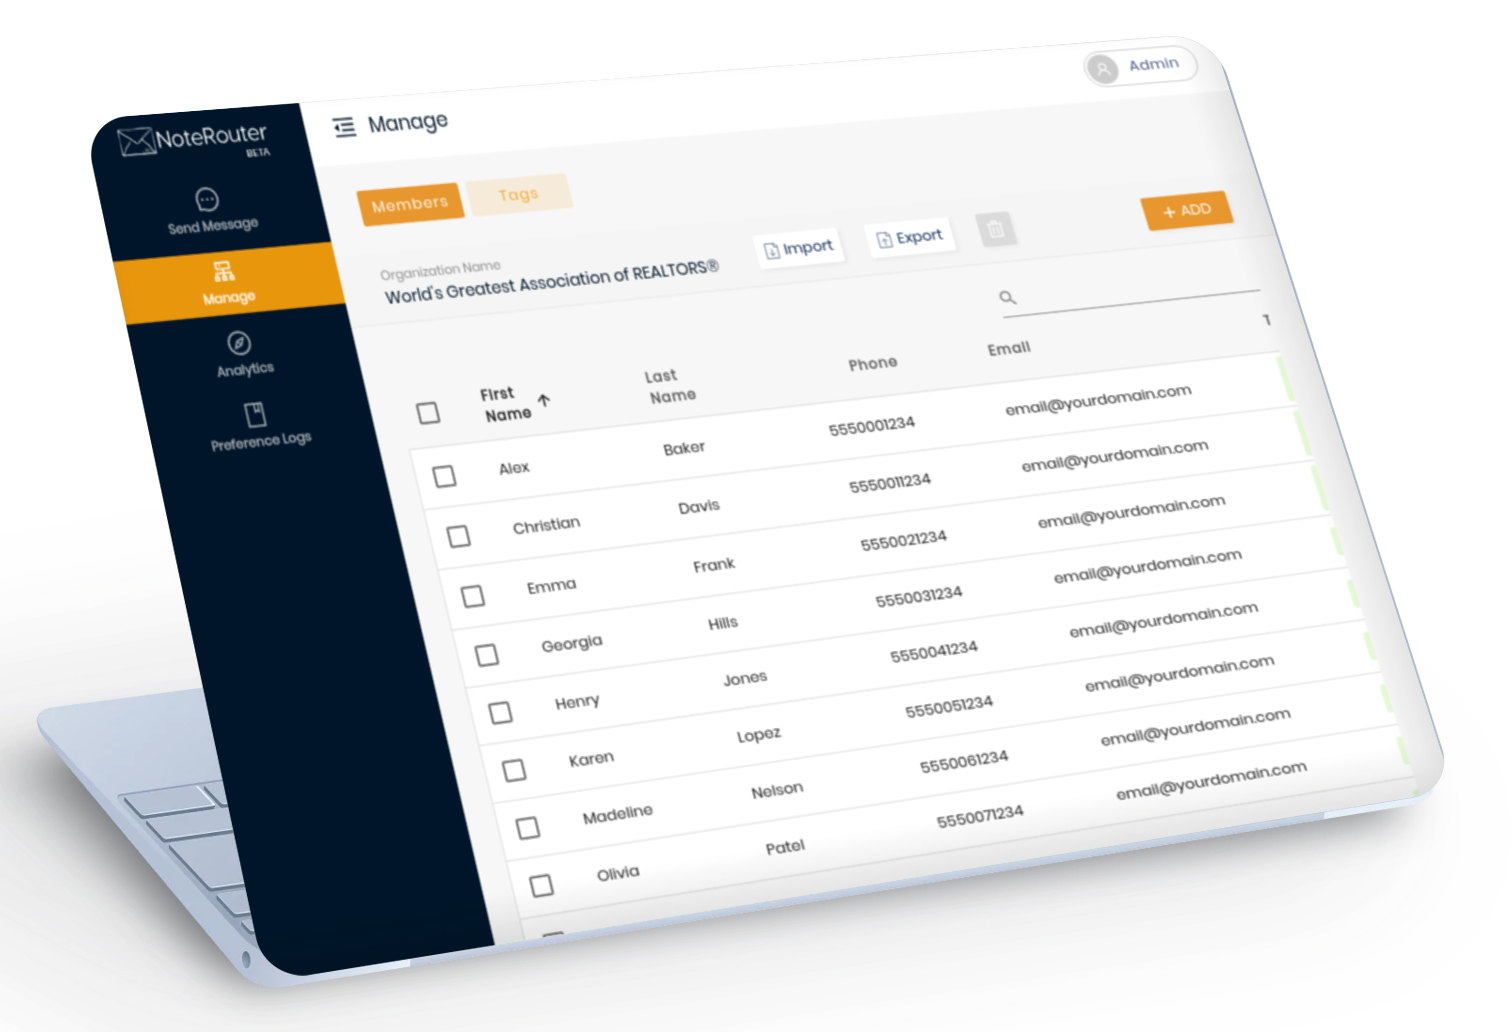 NoteRouter
BETA
Send Message
Manage
Analytics
Preference Logs
Manage
Admin
Members
Tags
Organization Name
World's Greatest Association of REALTORS®
Import
Export
+ ADD
First
Name
Last
Name
Phone
Email
Alex Baker 5550001234 email@yourdomain.com
Christian Davis 5550011234 email@yourdomain.com
Emma Frank 5550021234 email@yourdomain.com
Georgia Hills 5550031234 email@yourdomain.com
Henry Jones 5550041234 email@yourdomain.com
Karen Lopez 5550051234 email@yourdomain.com
Madeline Nelson 5550061234 email@yourdomain.com
Olivia Patel 5550071234 email@yourdomain.com